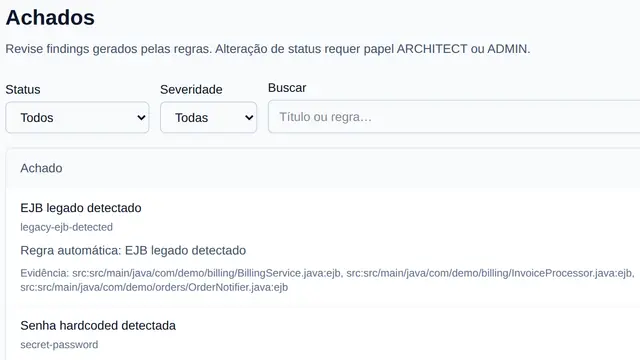 Achados
Revise findings gerados pelas regras. Alteração de status requer papel ARCHITECT ou ADMIN.
Status
Severidade
Buscar
Todos
Todas
Título ou regra…
Achado
EJB legado detectado
legacy-ejb-detected
Regra automática: EJB legado detectado
Evidência: src:src/main/java/com/demo/billing/BillingService.java:ejb, src:src/main/java/com/demo/billing/InvoiceProcessor.java:ejb,
src:src/main/java/com/demo/orders/OrderNotifier.java:ejb
Senha hardcoded detectada
secret-password